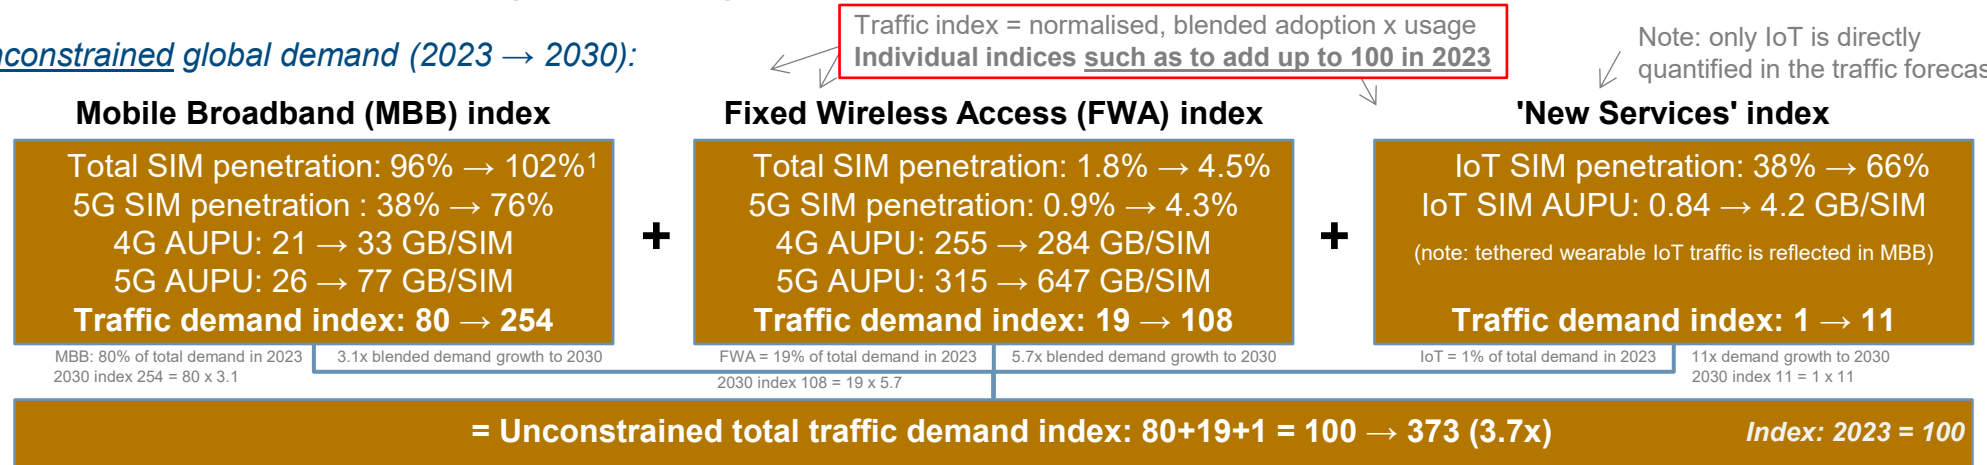 Traffic index = normalised, blended adoption x usage
Individual indices such as to add up to 100 in 2023
global demand (2023 → 2030):
Note: only IoT is directly
quantified in the traffic
Mobile Broadband (MBB) index
Total SIM penetration: 96% → 102%¹
5G SIM penetration : 38% → 76%
4G AUPU: 21 → 33 GB/SIM
5G AUPU: 26 → 77 GB/SIM
Traffic demand index: 80 → 254
MBB: 80% of total demand in 2023
2030 index 254 = 80 x 3.1
3.1x blended demand growth to 2030
+
Fixed Wireless Access (FWA) index
Total SIM penetration: 1.8% → 4.5%
5G SIM penetration: 0.9% → 4.3%
4G AUPU: 255 → 284 GB/SIM
5G AUPU: 315 → 647 GB/SIM
Traffic demand index: 19 → 108
FWA = 19% of total demand in 2023
5.7x blended demand growth to 2030
2030 index 108 = 19 x 5.7
+
'New Services' index
IoT SIM penetration: 38% → 66%
IoT SIM AUPU: 0.84 → 4.2 GB/SIM
(note: tethered wearable IoT traffic is reflected in MBB)
Traffic demand index: 1 → 11
IoT = 1% of total demand in 2023
11x demand growth to 2030
2030 index 11 = 1 x 11
= Unconstrained total traffic demand index: 80+19+1 = 100 → 373 (3.7x)
Index: 2023 = 100